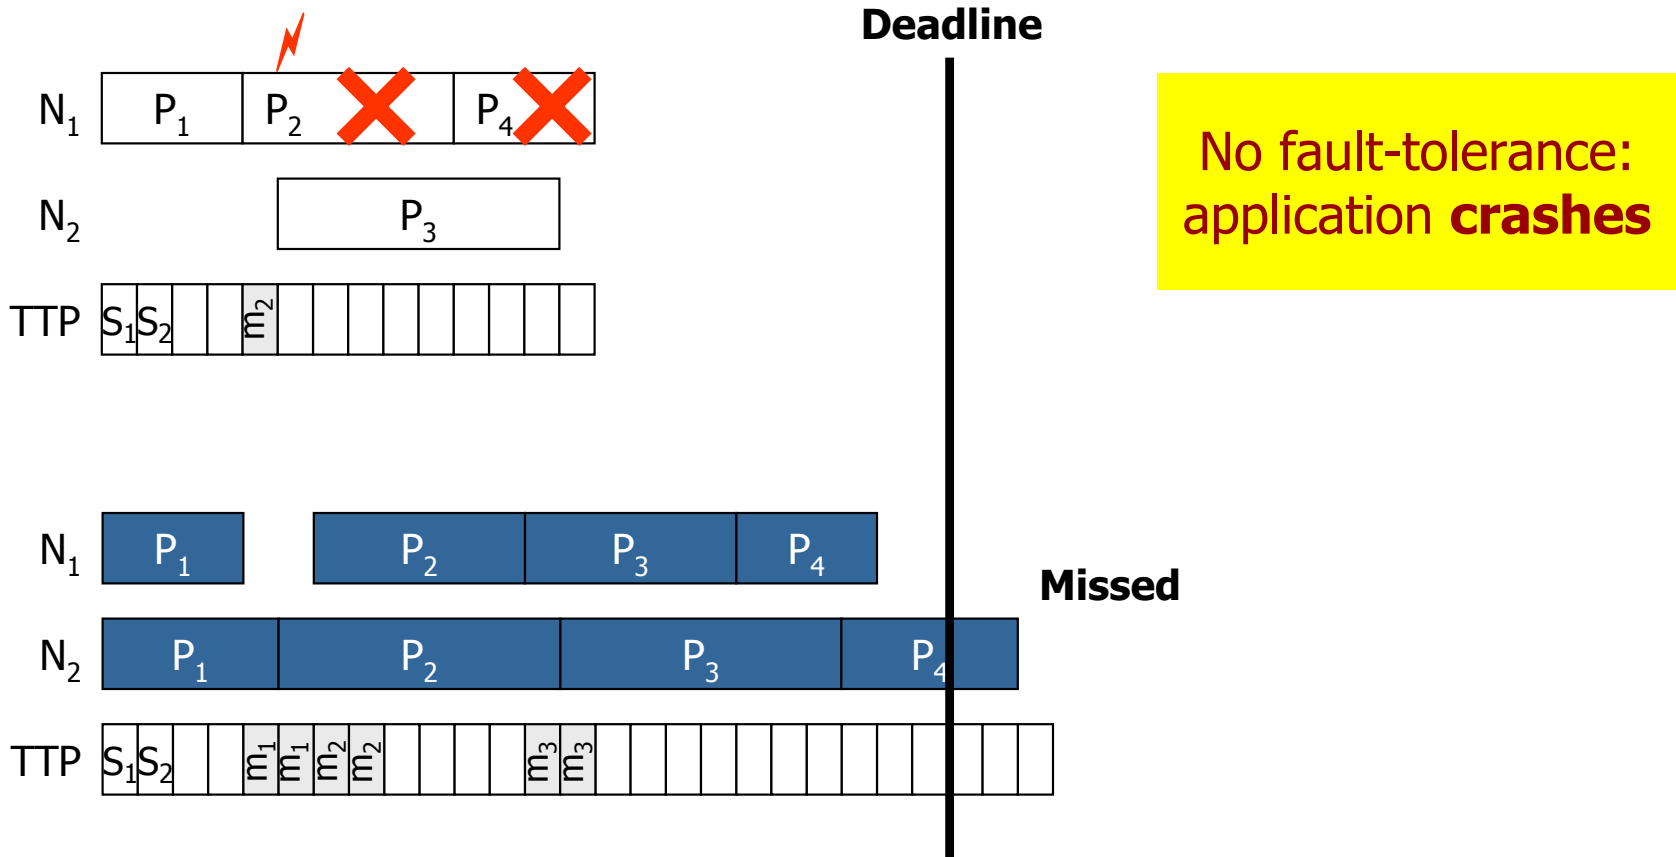 Deadline
N₁ P₁ P₂ P₄
No fault-tolerance:
application crashes
N₂ P₃
TTP S₁ S₂ m₂
N₁ P₁ P₂ P₃ P₄
Missed
N₂ P₁ P₂ P₃ P₄
TTP S₁ S₂ m₁ m₁ m₂ m₂ m₃ m₃